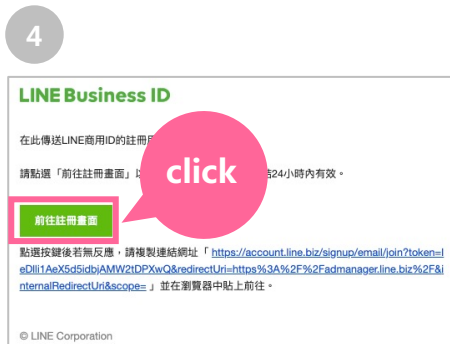 4
LINE Business ID
在此傳送LINE商用ID的註冊
請點選「前往註冊畫面」以
click
24小時內有效。
前往註冊畫面
點選按鍵後若無反應，請複製連結網址「 https://account.line.biz/signup/email/join?token=I
eDIli1AeX5d5idbjAMW2tDPXwQ&redirectUri=https%3A%2F%2Fadmanager.line.biz%2F&i
nternalRedirectUri&scope= 」並在瀏覽器中貼上前往。
© LINE Corporation